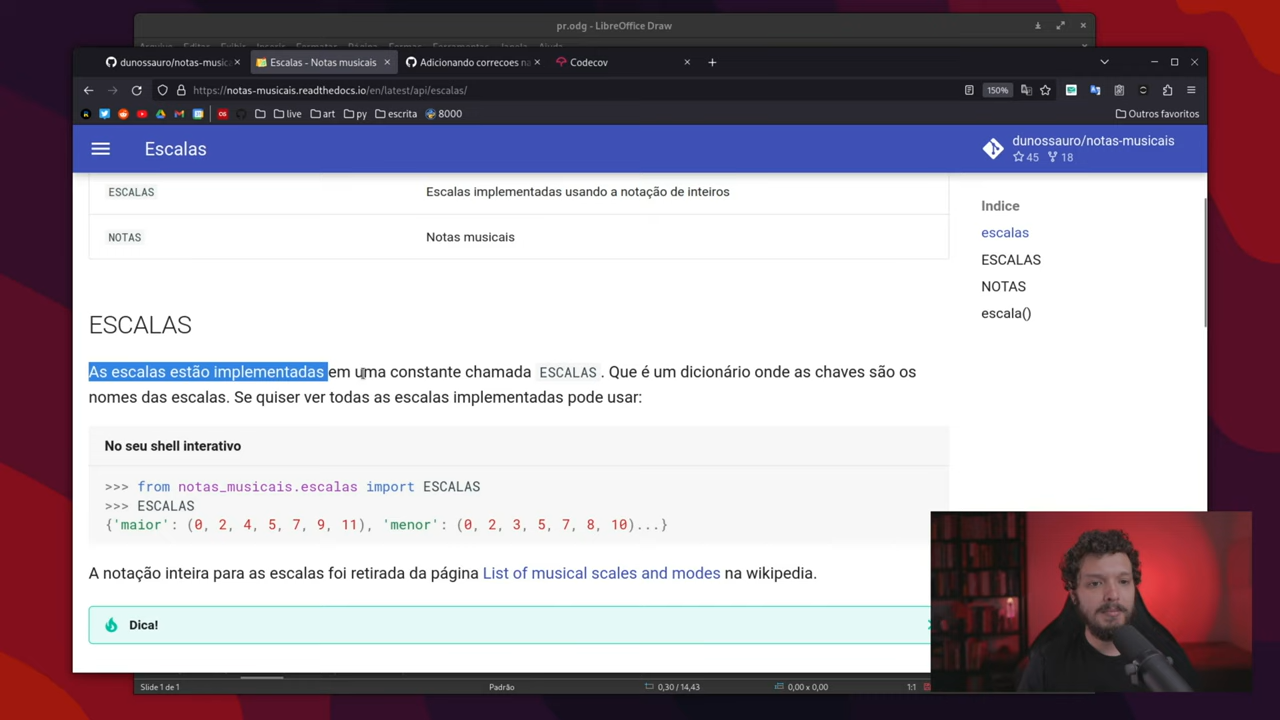 pr.odg - LibreOffice Draw
dunossauro/notas-music
Escalas - Notas musicais
Adicionando correcoes na
Codecov
https://notas-musicais.readthedocs.io/en/latest/api/escalas/
150%
live
art
py
escrita
8000
Outros favoritos
Escalas
dunossauro/notas-musicais
45 18
ESCALAS Escalas implementadas usando a notação de inteiros
NOTAS Notas musicais
Indice
escalas
ESCALAS
NOTAS
escala()
ESCALAS
As escalas estão implementadas em uma constante chamada ESCALAS. Que é um dicionário onde as chaves são os
nomes das escalas. Se quiser ver todas as escalas implementadas pode usar:
No seu shell interativo
>>> from notas_musicais.escalas import ESCALAS
>>> ESCALAS
{'maior': (0, 2, 4, 5, 7, 9, 11), 'menor': (0, 2, 3, 5, 7, 8, 10)...}
A notação inteira para as escalas foi retirada da página List of musical scales and modes na wikipedia.
Dica!
Slide 1 de 1
Padrão
0,30 / 14,43
0,00 x 0,00
1:1